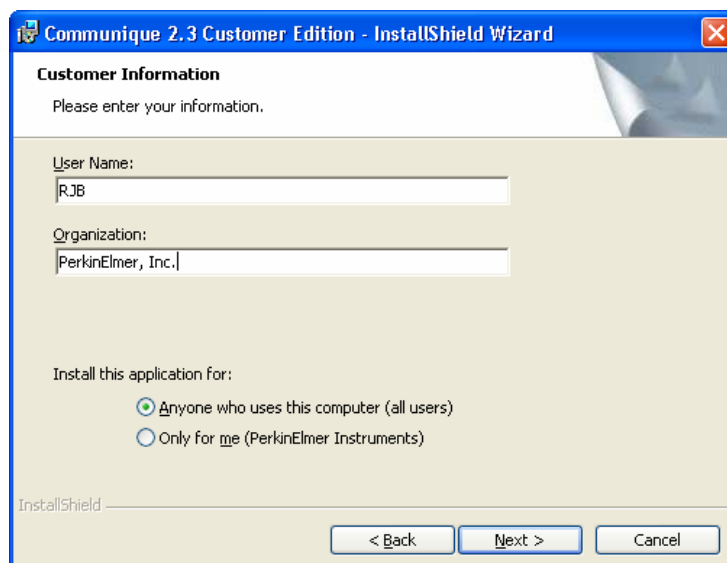 Communique 2.3 Customer Edition - InstallShield Wizard
Customer Information
Please enter your information.
User Name:
RJB
Organization:
PerkinElmer, Inc.
Install this application for:
Anyone who uses this computer (all users)
Only for me (PerkinElmer Instruments)
InstallShield
< Back
Next >
Cancel